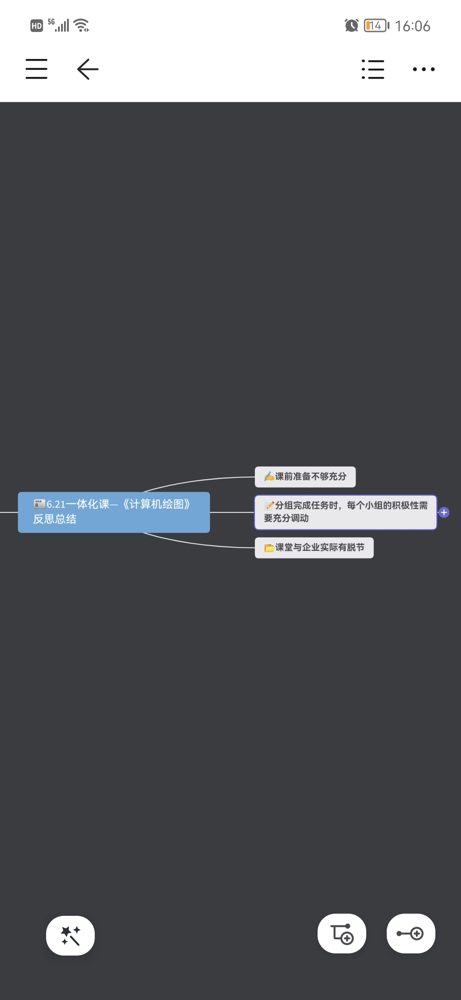 HD 5G 14 16:06
课前准备不够充分
6.21一体化课—《计算机绘图》
反思总结
分组完成任务时，每个小组的积极性需
要充分调动
课堂与企业实际有脱节